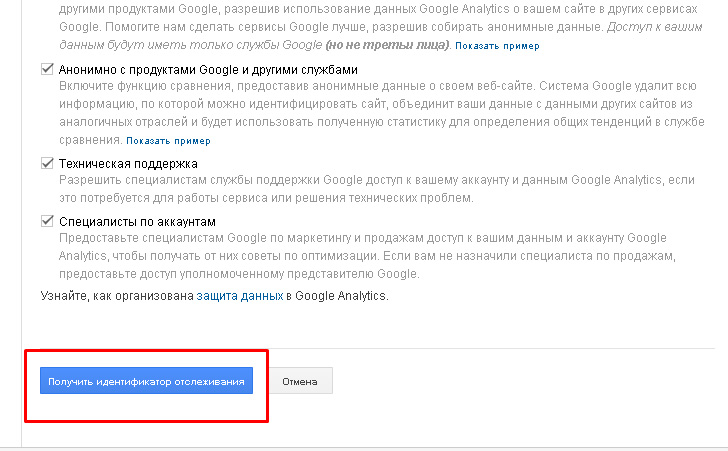 другими продуктами Google, разрешив использование данных Google Analytics о вашем сайте в других сервисах
Google. Помогите нам сделать сервисы Google лучше, разрешив собирать анонимные данные. Доступ к вашим
данным будут иметь только службы Google (но не третьи лица). Показать пример
Анонимно с продуктами Google и другими службами
Включите функцию сравнения, предоставив анонимные данные о своем веб-сайте. Система Google удалит всю
информацию, по которой можно идентифицировать сайт, объединит ваши данные с данными других сайтов из
аналогичных отраслей и будет использовать полученную статистику для определения общих тенденций в службе
сравнения. Показать пример
Техническая поддержка
Разрешить специалистам службы поддержки Google доступ к вашему аккаунту и данным Google Analytics, если
это потребуется для работы сервиса или решения технических проблем.
Специалисты по аккаунтам
Предоставьте специалистам Google по маркетингу и продажам доступ к вашим данным и аккаунту Google
Analytics, чтобы получать от них советы по оптимизации. Если вам не назначили специалиста по продажам,
предоставьте доступ уполномоченному представителю Google.
Узнайте, как организована защита данных в Google Analytics.
Получить идентификатор отслеживания Отмена